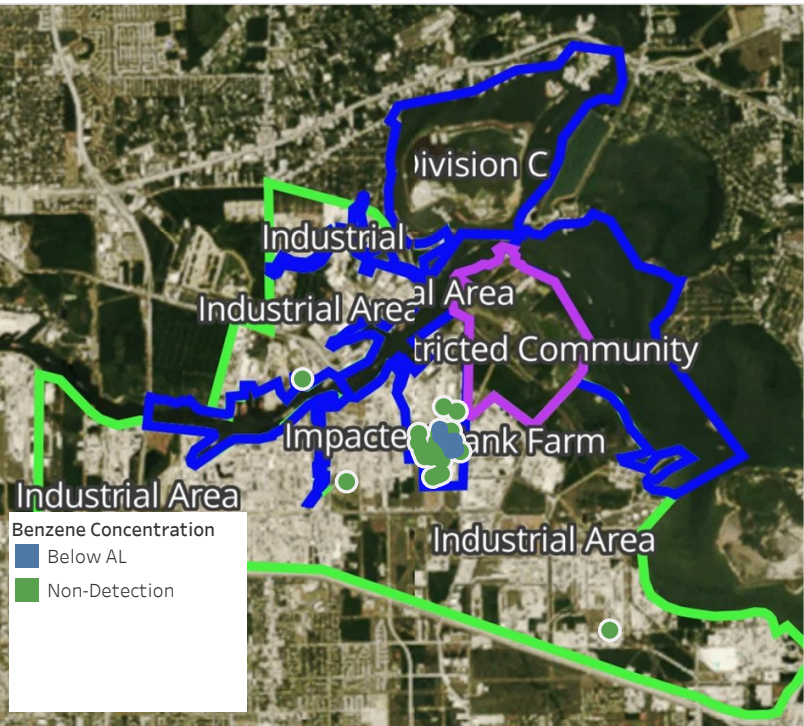 Division C
Industrial
al Area
Industrial Area
tricted Community
Impacte
ank Farm
Industrial Area
Industrial Area
Benzene Concentration
Below AL
Non-Detection